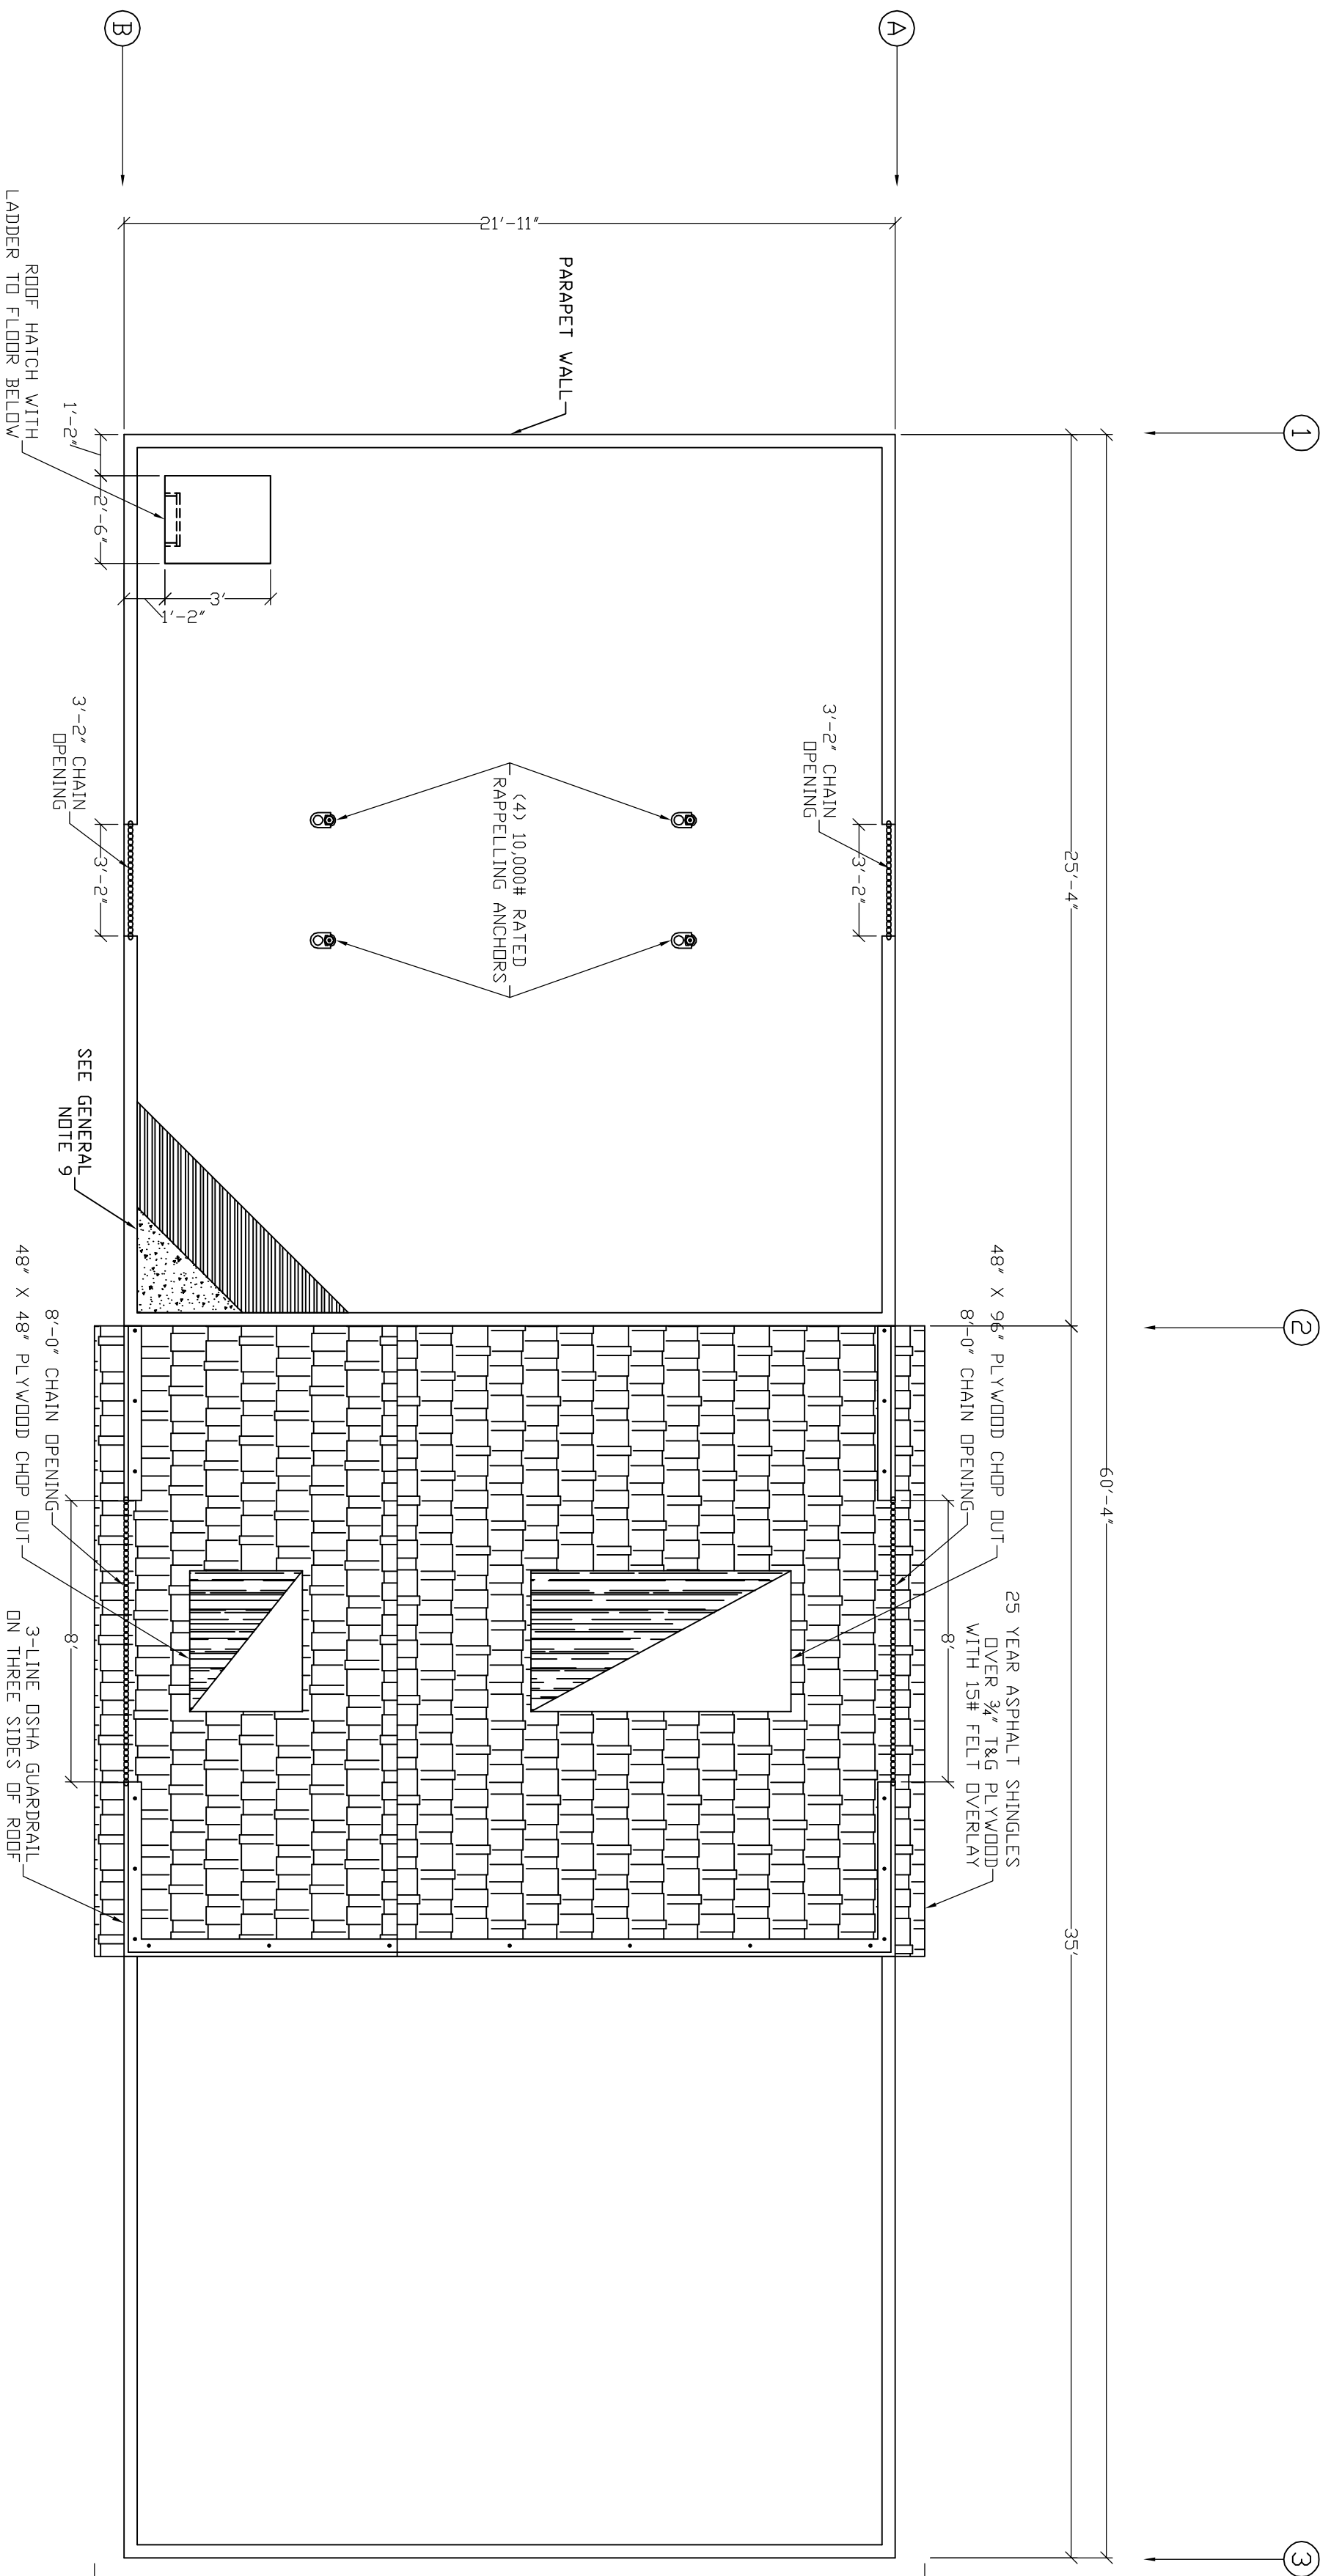 1
2
3
A
B
60'-4"
25'-4"
35'
21'-11"
PARAPET WALL
3'-2" CHAIN
OPENING
3'-2"
(4) 10,000# RATED
RAPPELLING ANCHORS
48" X 96" PLYWOOD CHOP OUT
8'-0" CHAIN OPENING
8'
25 YEAR ASPHALT SHINGLES
OVER ¾" T&G PLYWOOD
WITH 15# FELT OVERLAY
ROOF HATCH WITH
LADDER TO FLOOR BELOW
1'-2"
2'-6"
3'
1'-2"
3'-2" CHAIN
OPENING
3'-2"
SEE GENERAL
NOTE 9
8'-0" CHAIN OPENING
48" X 48" PLYWOOD CHOP OUT
8'
3-LINE OSHA GUARDRAIL
ON THREE SIDES OF ROOF